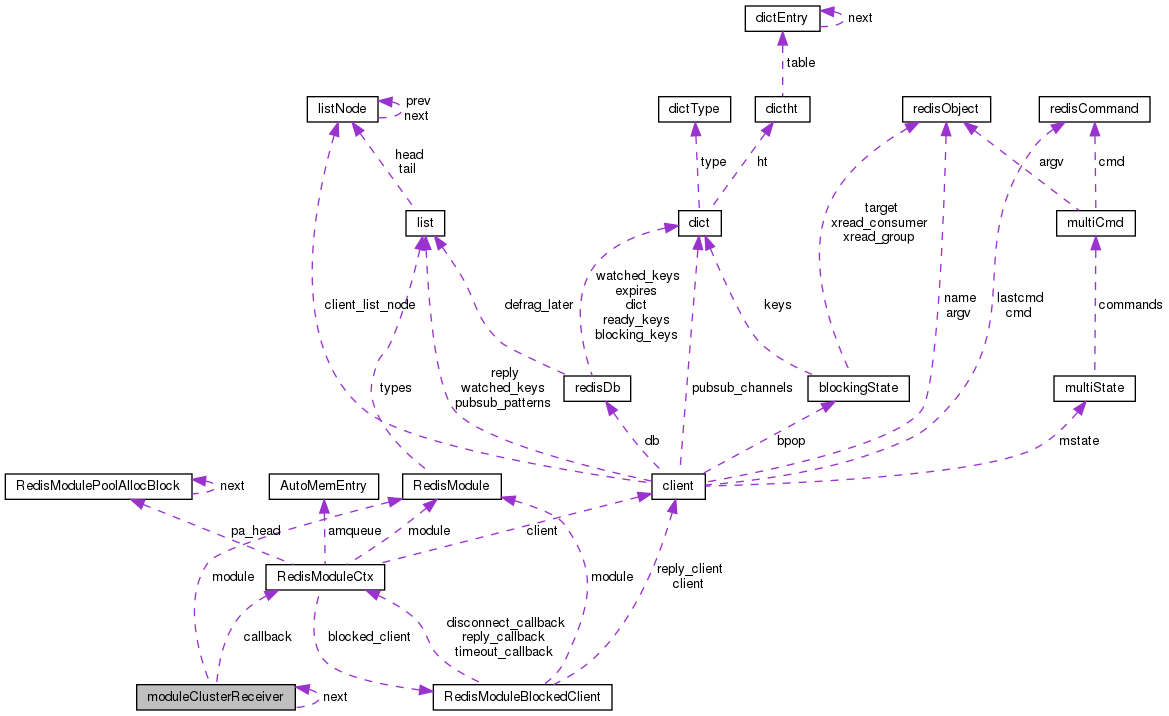 dictEntry
next
table
listNode
prev
next
dictType
dictht
redisObject
redisCommand
head
tail
type
ht
argv
cmd
list
dict
target
xread_consumer
xread_group
multiCmd
client_list_node
defrag_later
watched_keys
expires
dict
ready_keys
blocking_keys
keys
name
argv
lastcmd
cmd
commands
types
reply
watched_keys
pubsub_patterns
redisDb
pubsub_channels
blockingState
multiState
db
bpop
mstate
RedisModulePoolAllocBlock
next
AutoMemEntry
RedisModule
client
pa_head
amqueue
module
client
module
RedisModuleCtx
module
reply_client
client
callback
blocked_client
disconnect_callback
reply_callback
timeout_callback
moduleClusterReceiver
next
RedisModuleBlockedClient